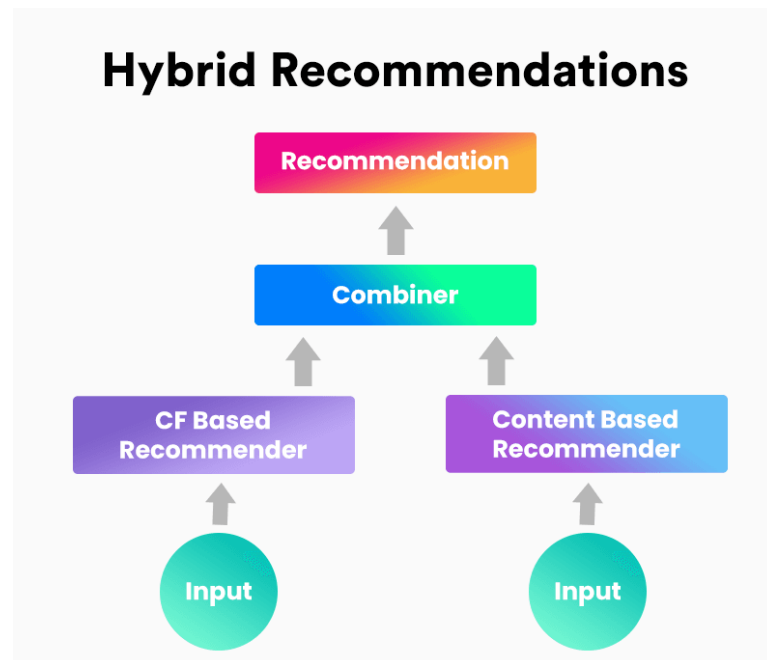 Hybrid Recommendations
Recommendation
Combiner
CF Based
Recommender
Content Based
Recommender
Input
Input